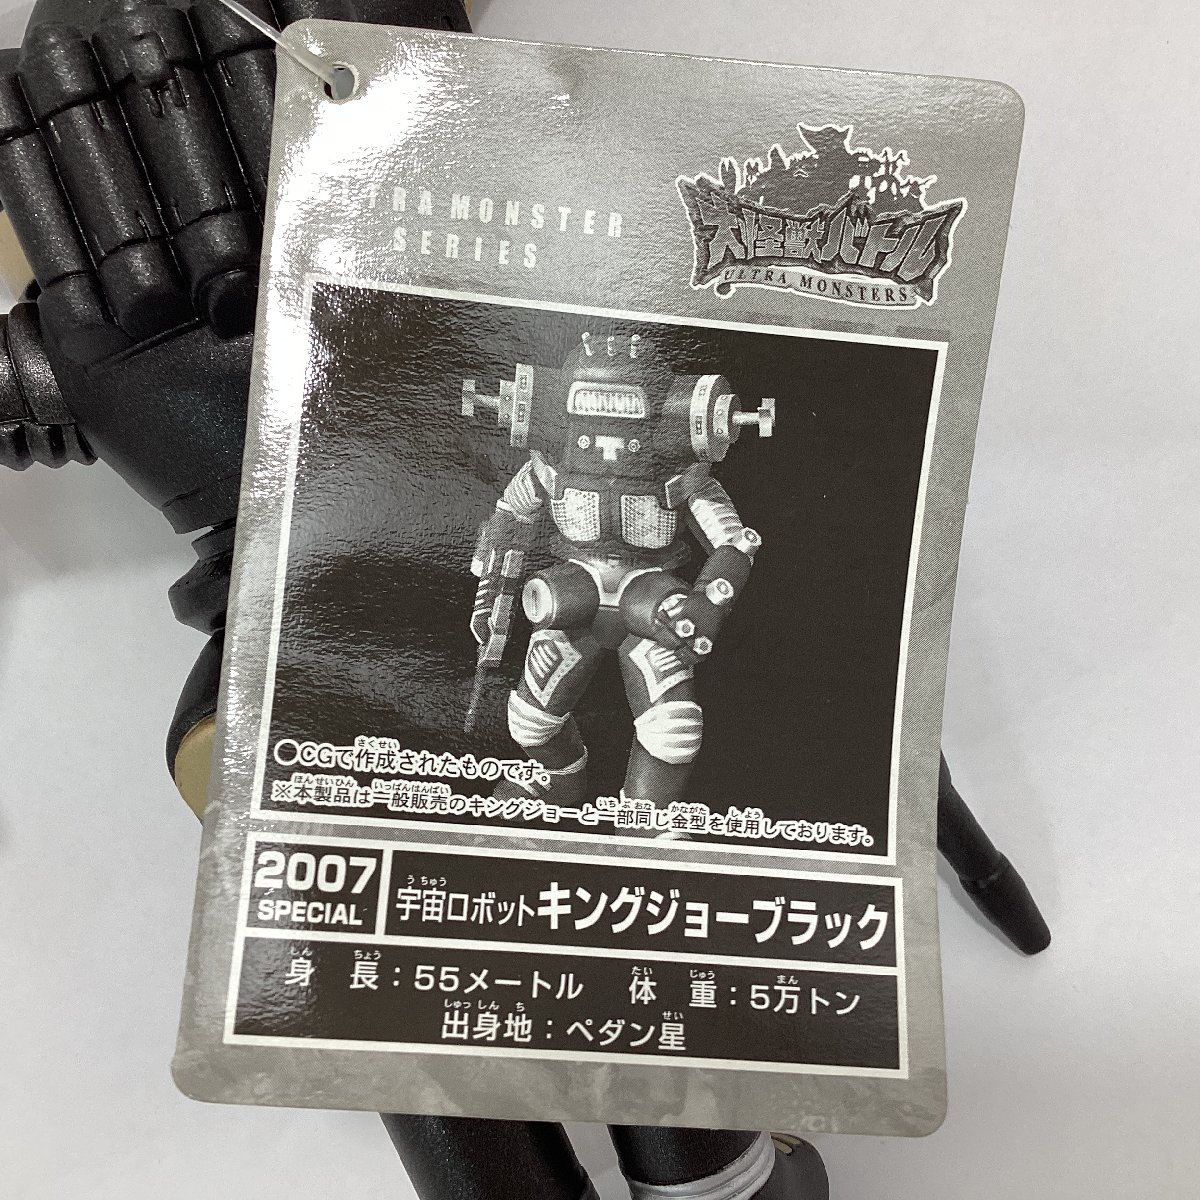 TRA MONSTER
SERIES
大怪獣バトル
ULTRA MONSTERS
○CGで作成されたものです。
※本製品は一般販売のキングジョーと一部同じ金型を使用しております。
2007
SPECIAL
宇宙ロボットキングジョーブラック
身長：55メートル 体重：5万トン
出身地：ペダン星